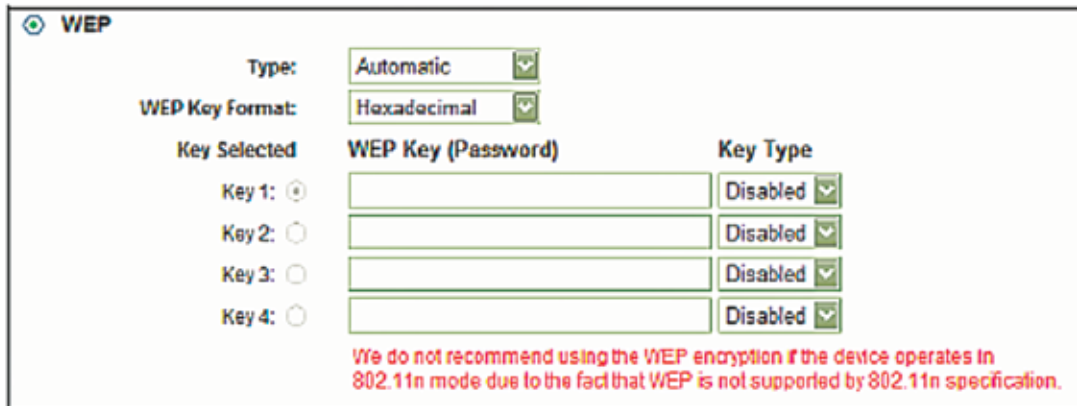 WEP
Type: Automatic
WEP Key Format: Hexadecimal
Key Selected WEP Key (Password) Key Type
Key 1: Disabled
Key 2: Disabled
Key 3: Disabled
Key 4: Disabled
We do not recommend using the WEP encryption if the device operates in
802.11n mode due to the fact that WEP is not supported by 802.11n specification.